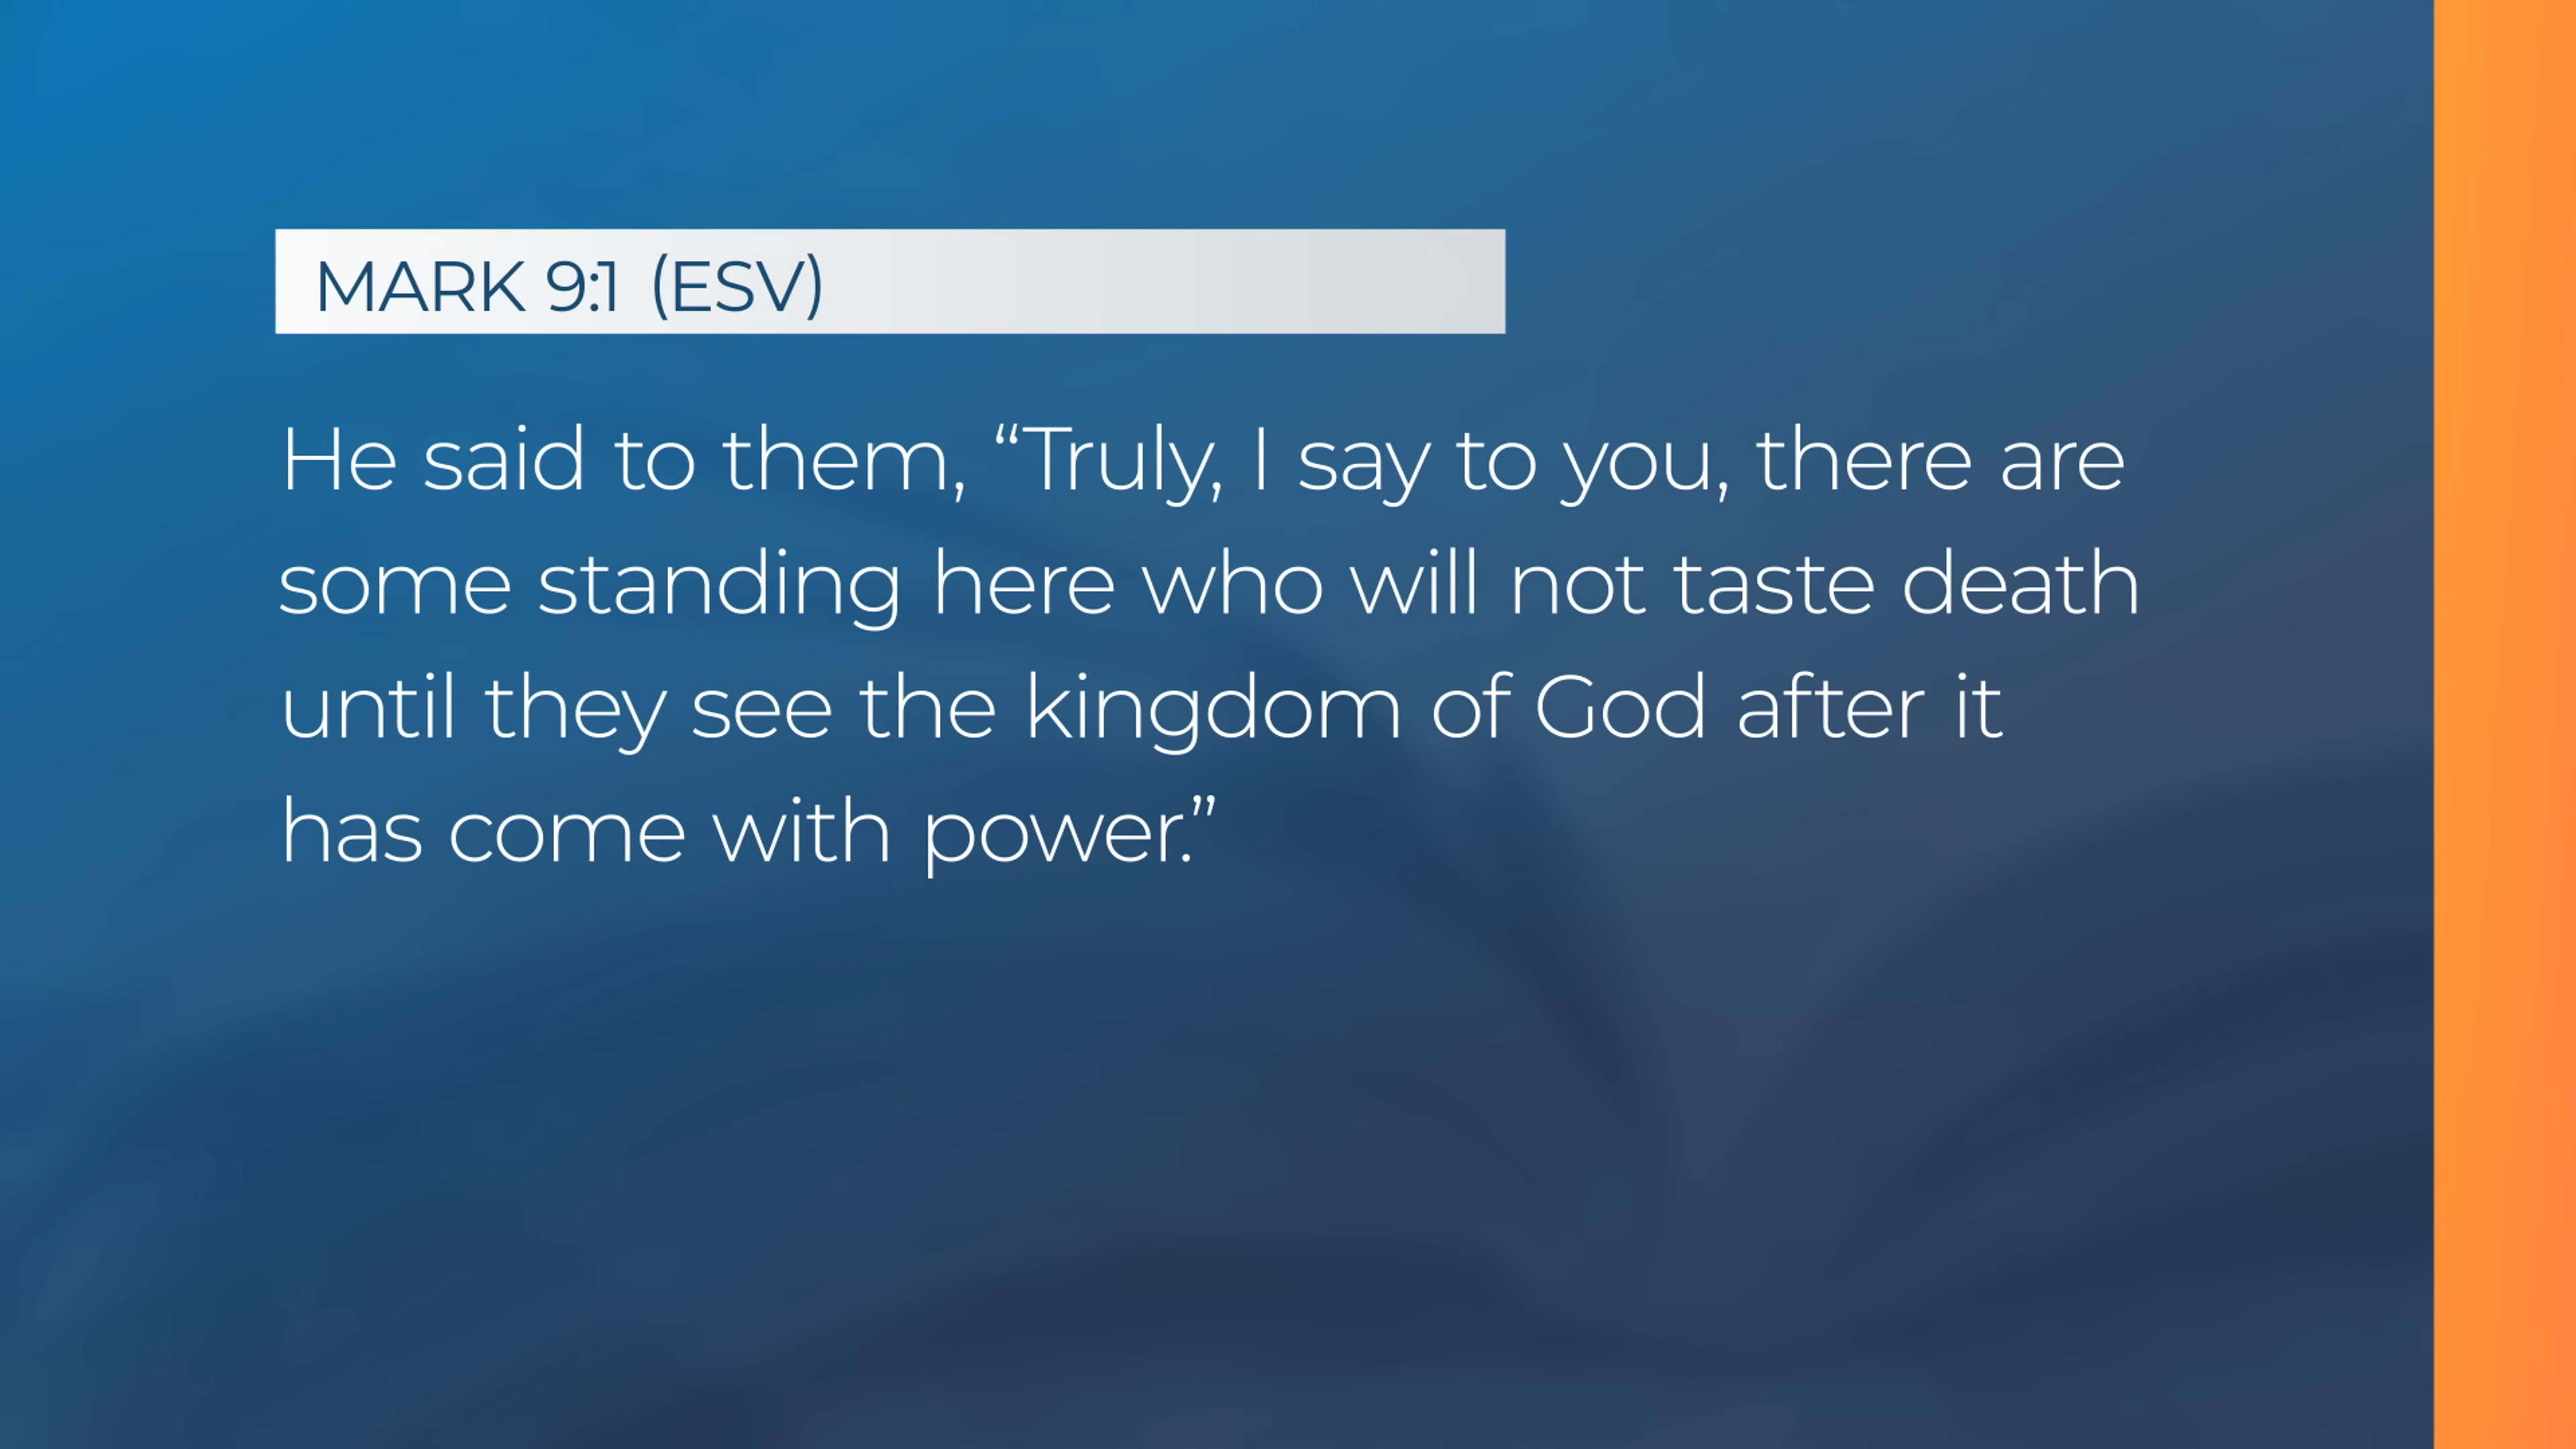 MARK 9:1 (ESV)
He said to them, “Truly, I say to you, there are
some standing here who will not taste death
until they see the kingdom of God after it
has come with power.”